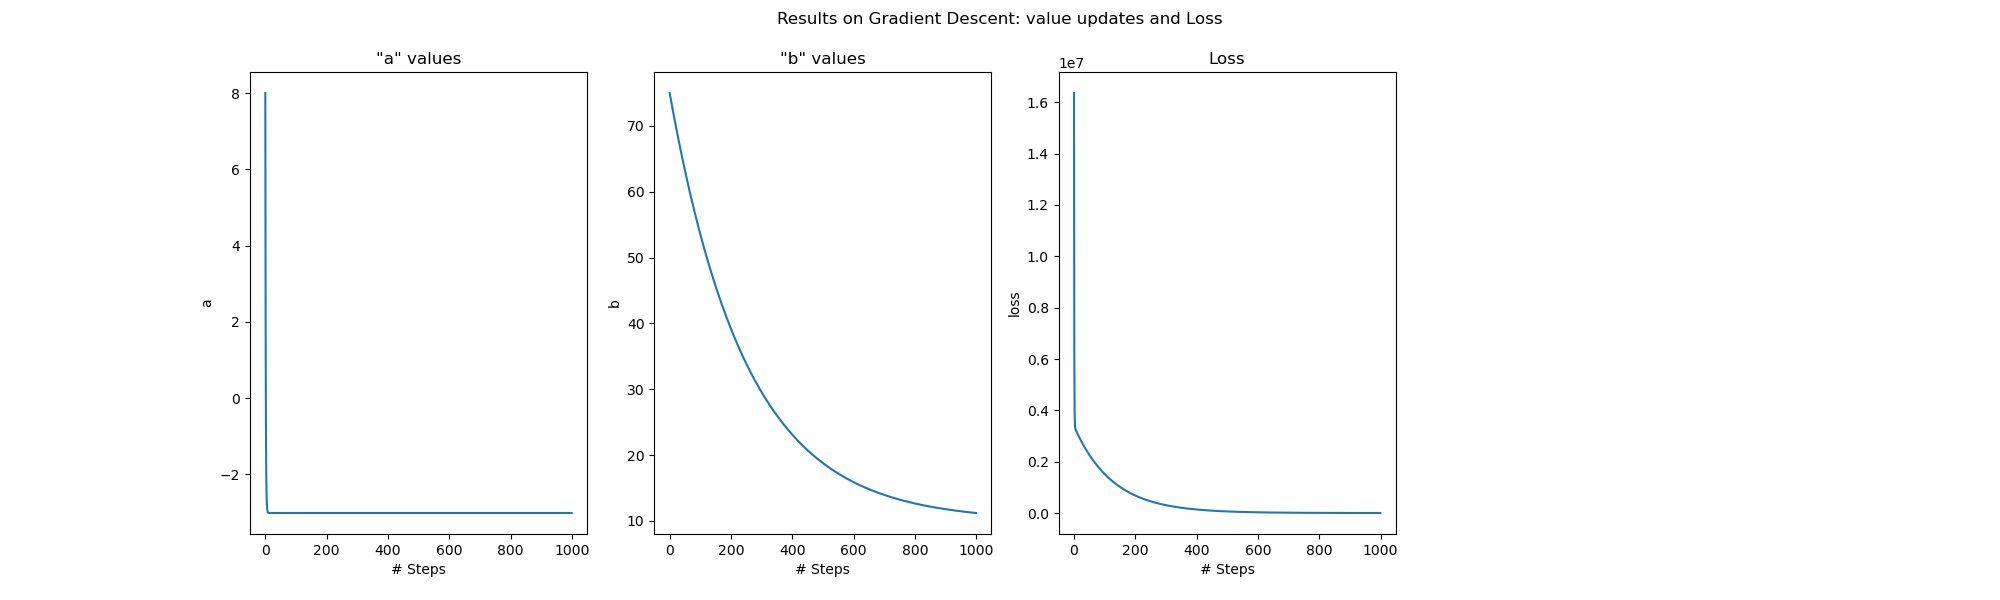 Results on Gradient Descent: value updates and Loss
"a" values
8
6
4
2
0
−2
a
0 200 400 600 800 1000
# Steps
"b" values
70
60
50
40
30
20
10
b
0 200 400 600 800 1000
# Steps
Loss
1e7
1.6
1.4
1.2
1.0
0.8
0.6
0.4
0.2
0.0
loss
0 200 400 600 800 1000
# Steps